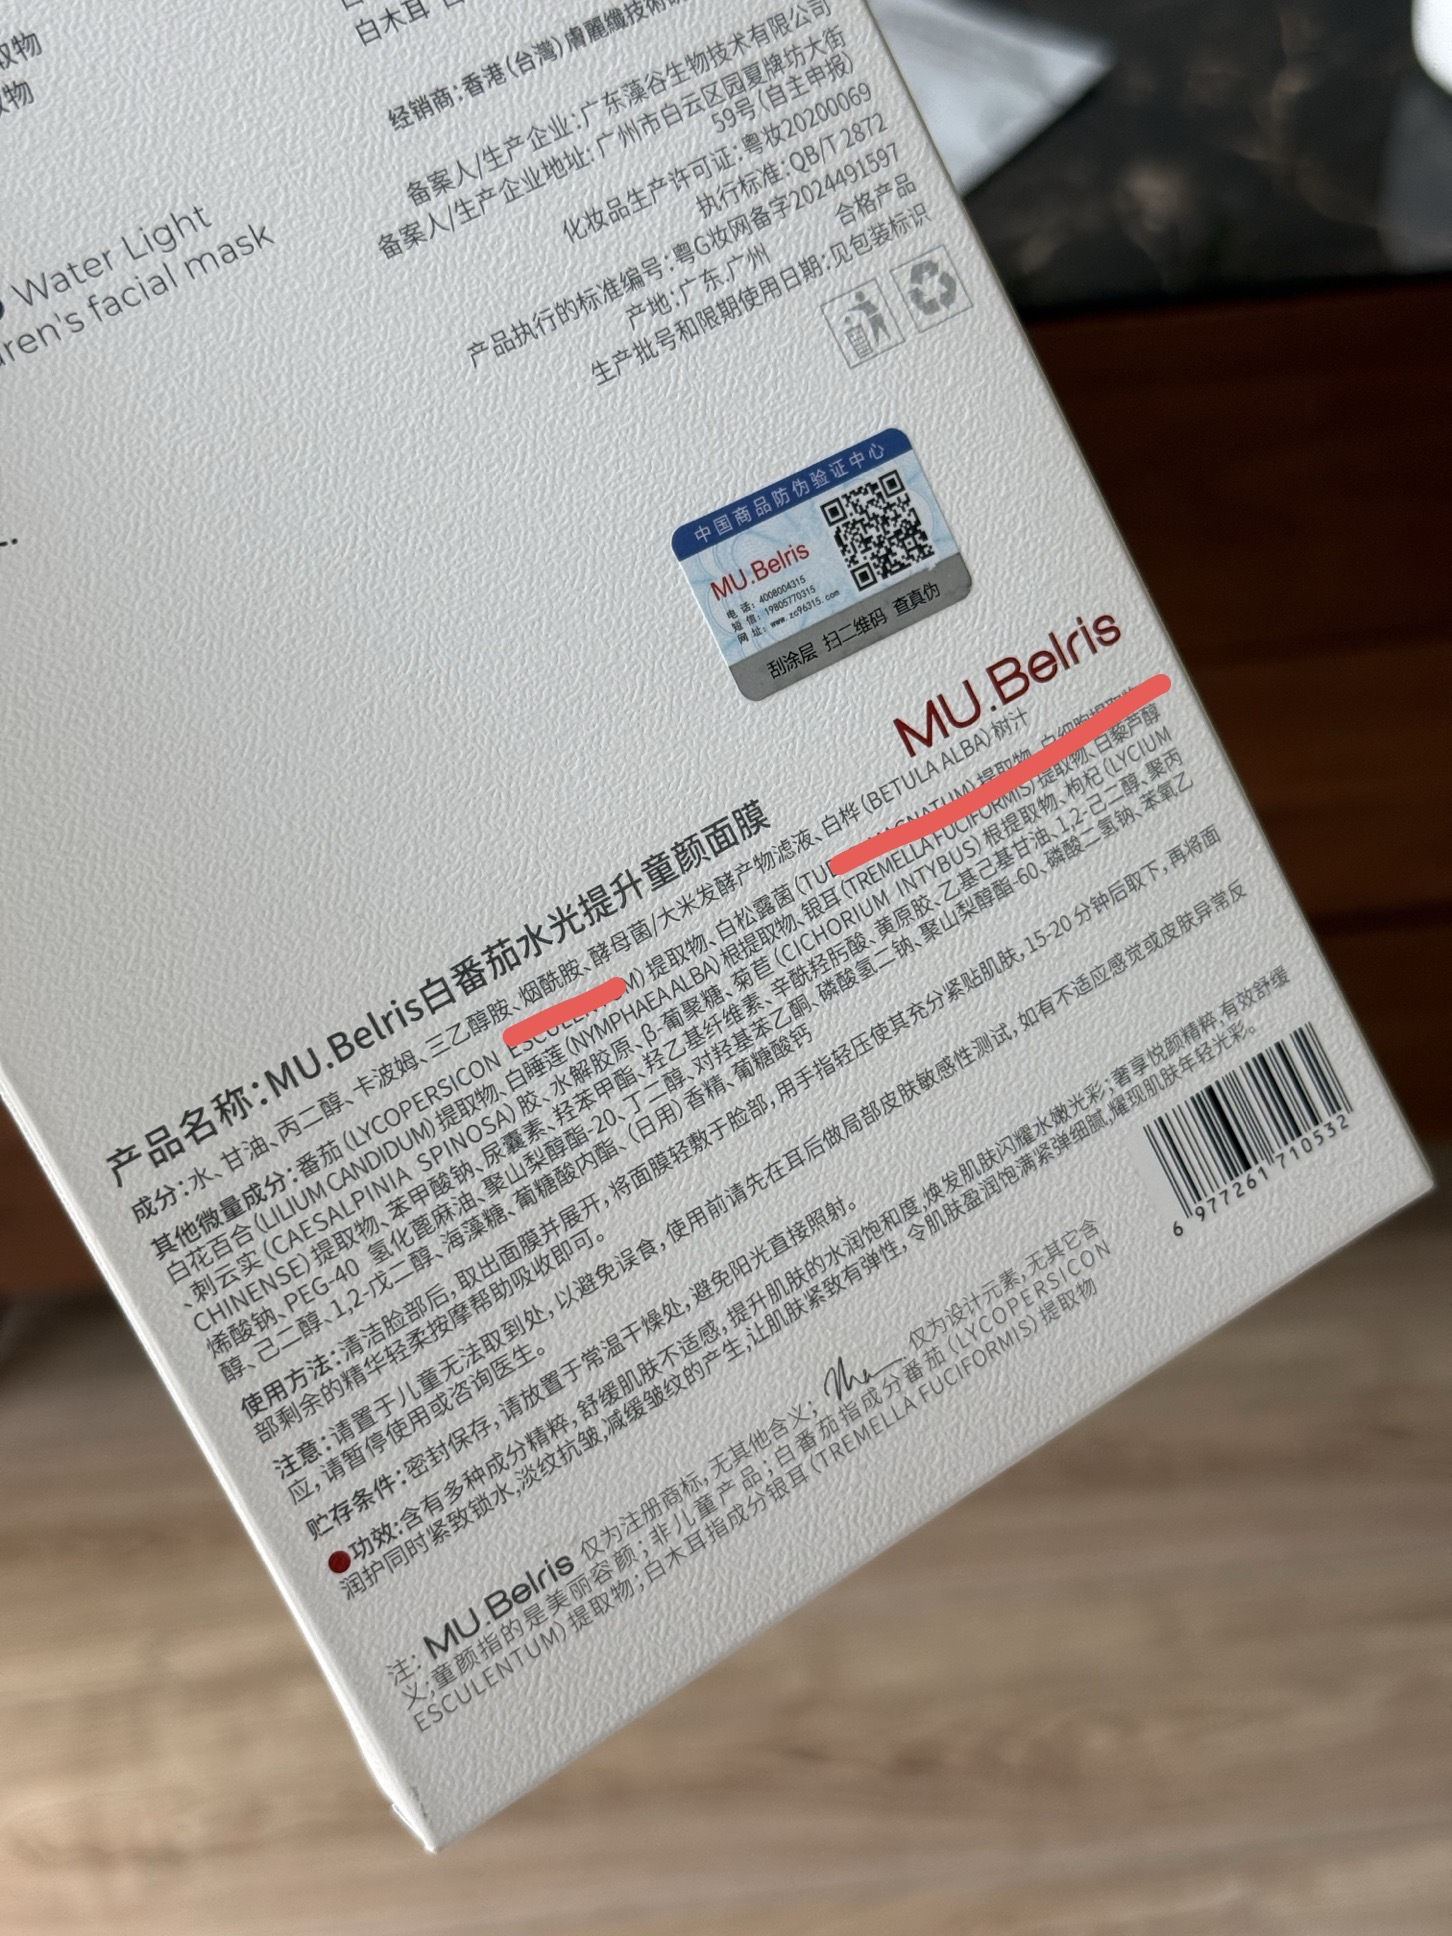 取物
取物
白木耳
经销商:香港(台灣)膚麗纖技術
备案人/生产企业:广东藻谷生物技术有限公司
备案人/生产企业地址:广州市白云区园夏牌坊大街
59号(自主申报)
化妆品生产许可证:粤妆20200069
执行标准:QB/T 2872
产品执行的标准编号:粤G妆网备字2024491597
产地:广东.广州
合格产品
生产批号和限期使用日期:见包装标识
Water Light
ren's facial mask
中国商品防伪验证中心
MU.Belris
电话: 4008004315
短信: 19805770315
网址: www.zc96315.com
刮涂层 扫二维码 查真伪
MU.Belris
产品名称:MU.Belris白番茄水光提升童颜面膜
成分:水、甘油、丙二醇、卡波姆、三乙醇胺、烟酰胺、酵母菌/大米发酵产物滤液、白桦(BETULA ALBA)树汁
其他微量成分:番茄(LYCOPERSICON ESCULENTUM)提取物、白松露菌(TU MAGNATUM)提取物、
白花百合(LILIUM CANDIDUM)提取物、白睡莲(NYMPHAEA ALBA)根提取物、银耳(TREMELLA FUCIFORMIS)提取物、白藜芦醇
、刺云实(CAESALPINIA SPINOSA)胶、水解胶原、β-葡聚糖、菊苣(CICHORIUM INTYBUS)根提取物、枸杞(LYCIUM
CHINENSE)提取物、苯甲酸钠、尿囊素、羟苯甲酯、羟乙基纤维素、辛酰羟肟酸、黄原胶、乙基己基甘油、1,2-己二醇、聚丙
烯酸钠、PEG-40 氢化蓖麻油、聚山梨醇酯-20、丁二醇、对羟基苯乙酮、磷酸氢二钠、聚山梨醇酯-60、磷酸二氢钠、苯氧乙
醇、己二醇、1,2-戊二醇、海藻糖、葡糖酸内酯、(日用)香精、葡糖酸钙
使用方法:清洁脸部后,取出面膜并展开,将面膜轻敷于脸部,用手指轻压使其充分紧贴肌肤,15-20分钟后取下,再将面
部剩余的精华轻柔按摩帮助吸收即可。
注意:请置于儿童无法取到处,以避免误食,使用前请先在耳后做局部皮肤敏感性测试,如有不适应感觉或皮肤异常反
应,请暂停使用或咨询医生。
贮存条件:密封保存,请放置于常温干燥处,避免阳光直接照射。
功效:含有多种成分精粹,舒缓肌肤不适感,提升肌肤的水润饱和度,焕发肌肤闪耀水嫩光彩;奢享悦颜精粹,有效舒缓
润护同时紧致锁水,淡纹抗皱,减缓皱纹的产生,让肌肤紧致有弹性,令肌肤盈润饱满紧弹细腻,耀现肌肤年轻光彩。
6 977261 710532
注: MU.Belris 仅为注册商标,无其他含义; 仅为设计元素,无其它含
义;童颜指的是美丽容颜;非儿童产品;白番茄指成分番茄(LYCOPERSICON
ESCULENTUM)提取物;白木耳指成分银耳(TREMELLA FUCIFORMIS)提取物